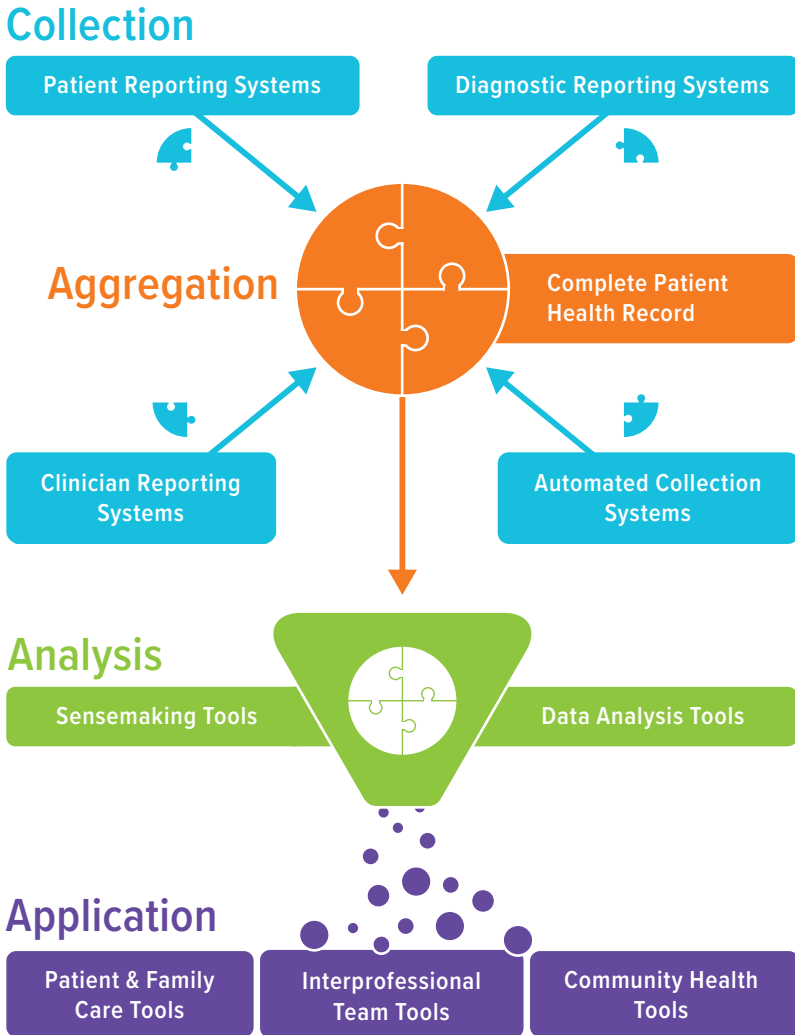 Collection
Patient Reporting Systems
Diagnostic Reporting Systems
Aggregation
Complete Patient
Health Record
Clinician Reporting
Systems
Automated Collection
Systems
Analysis
Sensemaking Tools
Data Analysis Tools
Application
Patient & Family
Care Tools
Interprofessional
Team Tools
Community Health
Tools